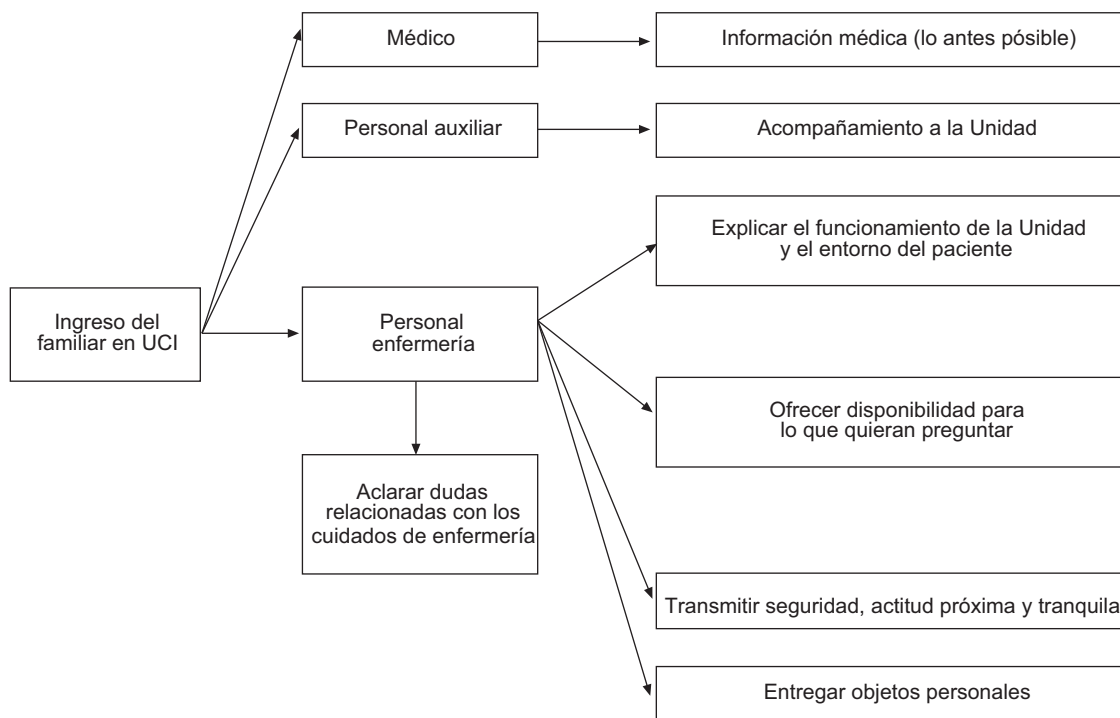 Médico
Información médica (lo antes pósible)
Personal auxiliar
Acompañamiento a la Unidad
Explicar el funcionamiento de la Unidad
y el entorno del paciente
Ingreso del
familiar en UCI
Personal
enfermería
Ofrecer disponibilidad para
lo que quieran preguntar
Aclarar dudas
relacionadas con los
cuidados de enfermería
Transmitir seguridad, actitud próxima y tranquila
Entregar objetos personales